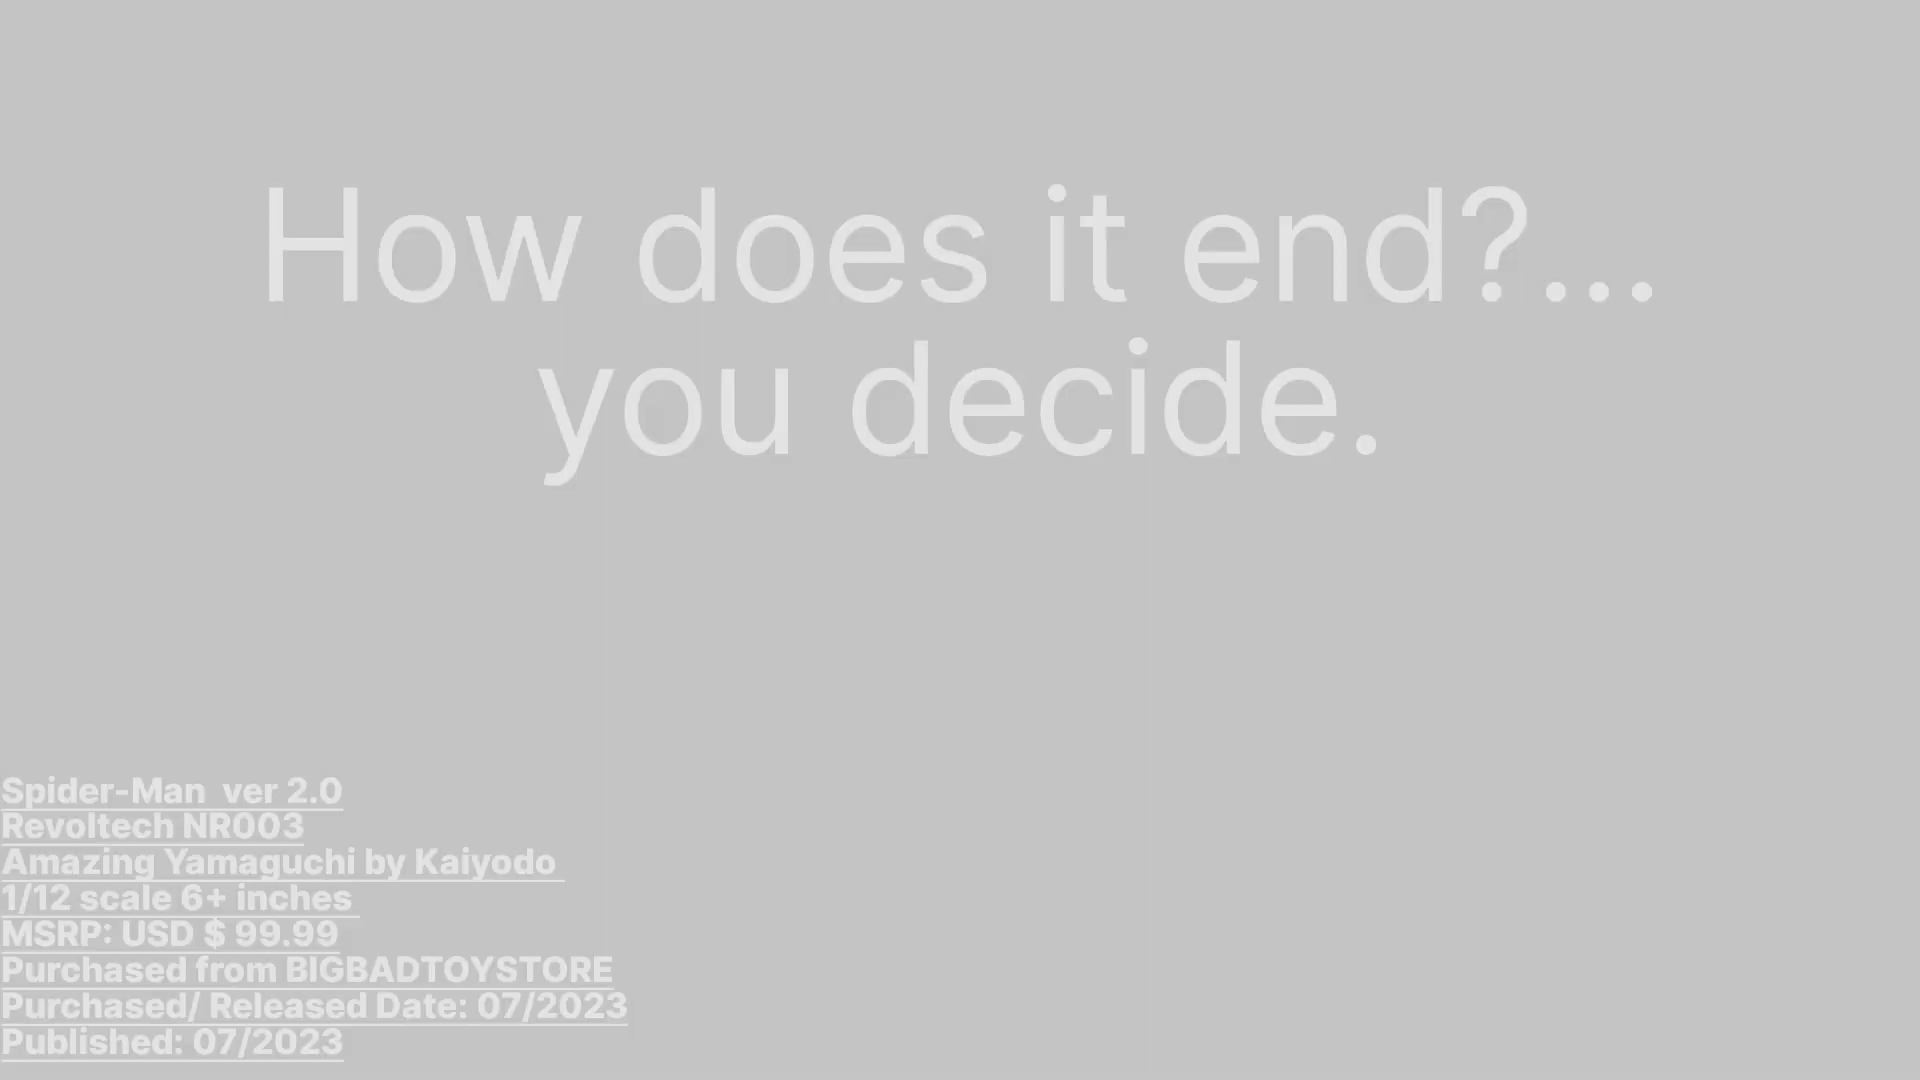 How does it end?...
you decide.
Spider-Man  ver 2.0
Revoltech NR003
Amazing Yamaguchi by Kaiyodo
1/12 scale 6+ inches
MSRP: USD $ 99.99
Purchased from BIGBADTOYSTORE
Purchased/ Released Date: 07/2023
Published: 07/2023